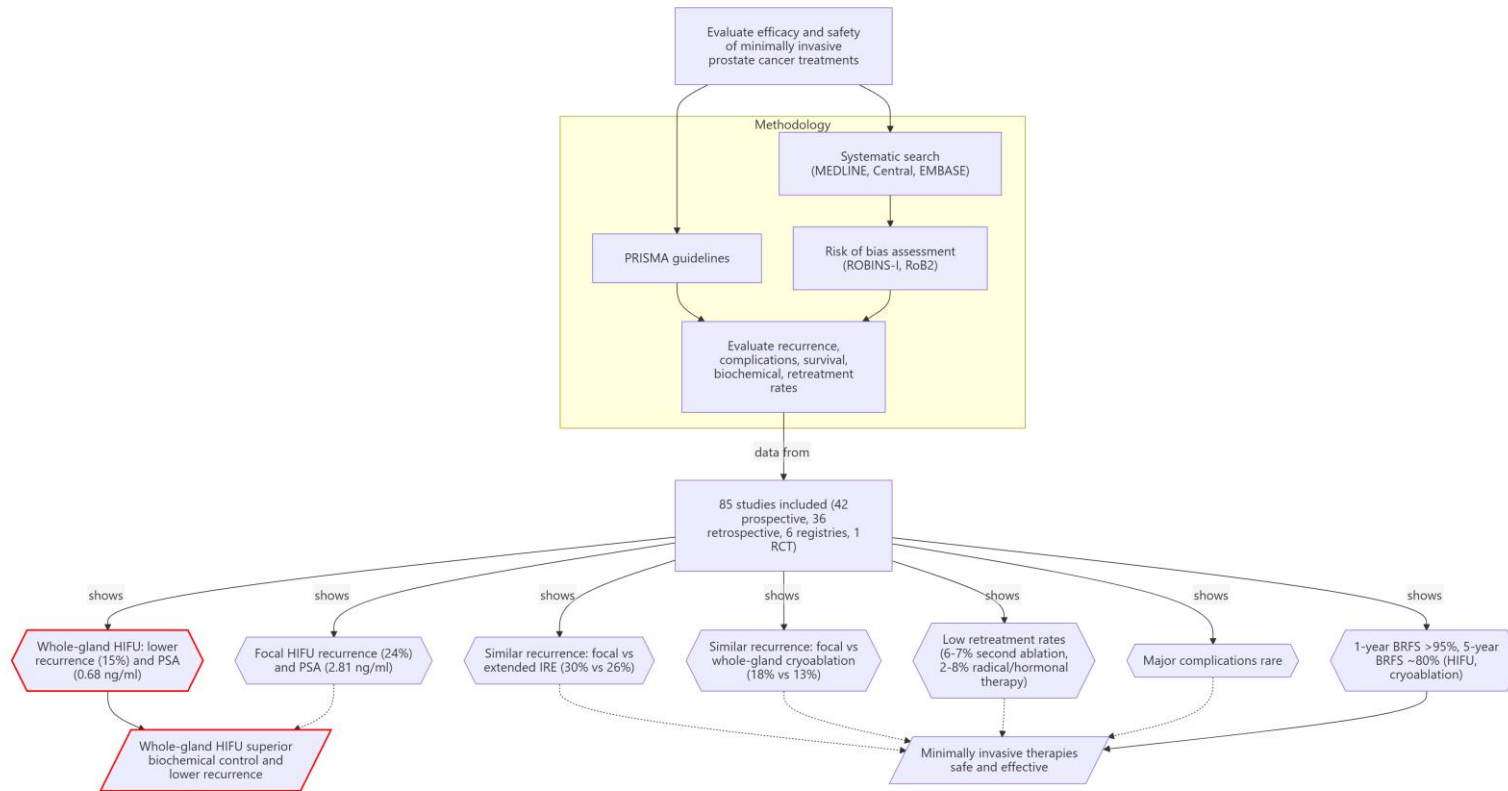 Evaluate efficacy and safety
of minimally invasive
prostate cancer treatments
Methodology
Systematic search
(MEDLINE, Central, EMBASE)
PRISMA guidelines
Risk of bias assessment
(ROBINS-I, RoB2)
Evaluate recurrence,
complications, survival,
biochemical, retreatment
rates
data from
85 studies included (42
prospective, 36
retrospective, 6 registries, 1
RCT)
shows
shows
shows
shows
shows
shows
shows
Whole-gland HIFU: lower
recurrence (15%) and PSA
(0.68 ng/ml)
Focal HIFU recurrence (24%)
and PSA (2.81 ng/ml)
Similar recurrence: focal vs
extended IRE (30% vs 26%)
Similar recurrence: focal vs
whole-gland cryoablation
(18% vs 13%)
Low retreatment rates
(6-7% second ablation,
2-8% radical/hormonal
therapy)
Major complications rare
1-year BRFS >95%, 5-year
BRFS ~80% (HIFU,
cryoablation)
Whole-gland HIFU superior
biochemical control and
lower recurrence
Minimally invasive therapies
safe and effective